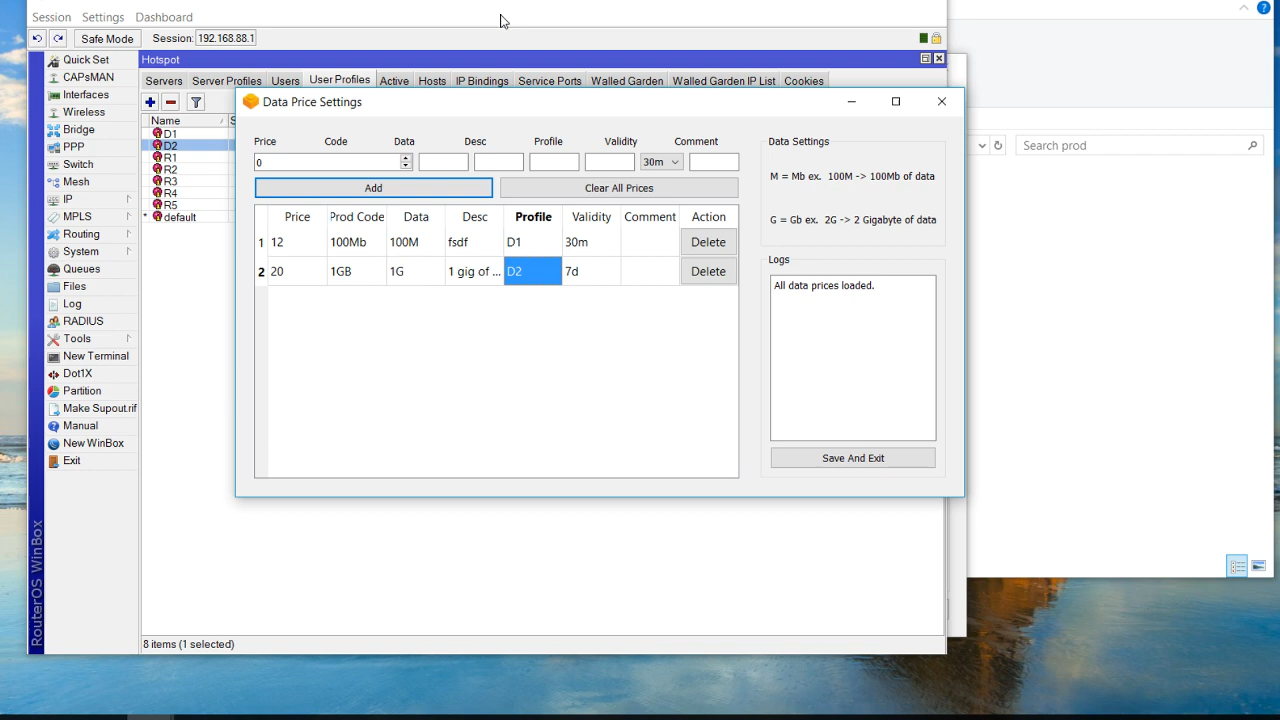 Session Settings Dashboard
Safe Mode Session: 192.168.88.1
Hotspot
Servers Server Profiles Users User Profiles Active Hosts IP Bindings Service Ports Walled Garden Walled Garden IP List Cookies
Quick Set
CAPsMAN
Interfaces
Wireless
Bridge
PPP
Switch
Mesh
IP
MPLS
Routing
System
Queues
Files
Log
RADIUS
Tools
New Terminal
Dot1X
Partition
Make Supout.rif
Manual
New WinBox
Exit
RouterOS WinBox
Name S
D1
D2
R1
R2
R3
R4
R5
* default
8 items (1 selected)
Data Price Settings
Price Code Data Desc Profile Validity Comment
0 30m
Add Clear All Prices
Price Prod Code Data Desc Profile Validity Comment Action
1 12 100Mb 100M fsdf D1 30m Delete
2 20 1GB 1G 1 gig of ... D2 7d Delete
Data Settings
M = Mb ex. 100M -> 100Mb of data
G = Gb ex. 2G -> 2 Gigabyte of data
Logs
All data prices loaded.
Save And Exit
Search prod